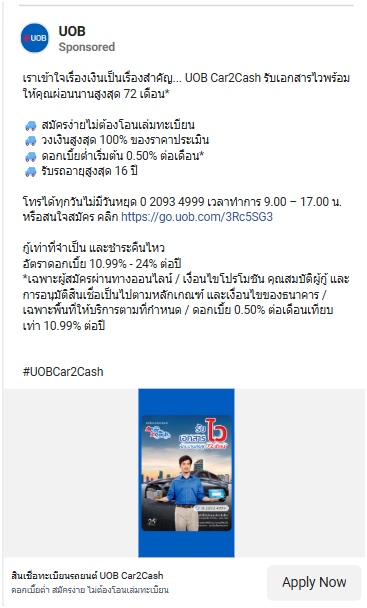 UOB
UOB
Sponsored
เราเข้าใจเรื่องเงินเป็นเรื่องสำคัญ... UOB Car2Cash รับเอกสารไวพร้อม
ให้คุณผ่อนนานสูงสุด 72 เดือน*
🚙 สมัครง่ายไม่ต้องโอนเล่มทะเบียน
🚙 วงเงินสูงสุด 100% ของราคาประเมิน
🚙 ดอกเบี้ยต่ำเริ่มต้น 0.50% ต่อเดือน*
🚙 รับรถอายุสูงสุด 16 ปี
โทรได้ทุกวันไม่มีวันหยุด 0 2093 4999 เวลาทำการ 9.00 – 17.00 น.
หรือสนใจสมัคร คลิก https://go.uob.com/3Rc5SG3
กู้เท่าที่จำเป็น และชำระคืนไหว
อัตราดอกเบี้ย 10.99% - 24% ต่อปี
*เฉพาะผู้สมัครผ่านทางออนไลน์ / เงื่อนไขโปรโมชัน คุณสมบัติผู้กู้ และ
การอนุมัติสินเชื่อเป็นไปตามหลักเกณฑ์ และเงื่อนไขของธนาคาร /
เฉพาะพื้นที่ให้บริการตามที่กำหนด / ดอกเบี้ย 0.50% ต่อเดือนเทียบ
เท่า 10.99% ต่อปี
#UOBCar2Cash
รับ
เอกสาร
ไว
สินเชื่อทะเบียนรถยนต์ UOB Car2Cash
ดอกเบี้ยต่ำ สมัครง่าย ไม่ต้องโอนเล่มทะเบียน
Apply Now